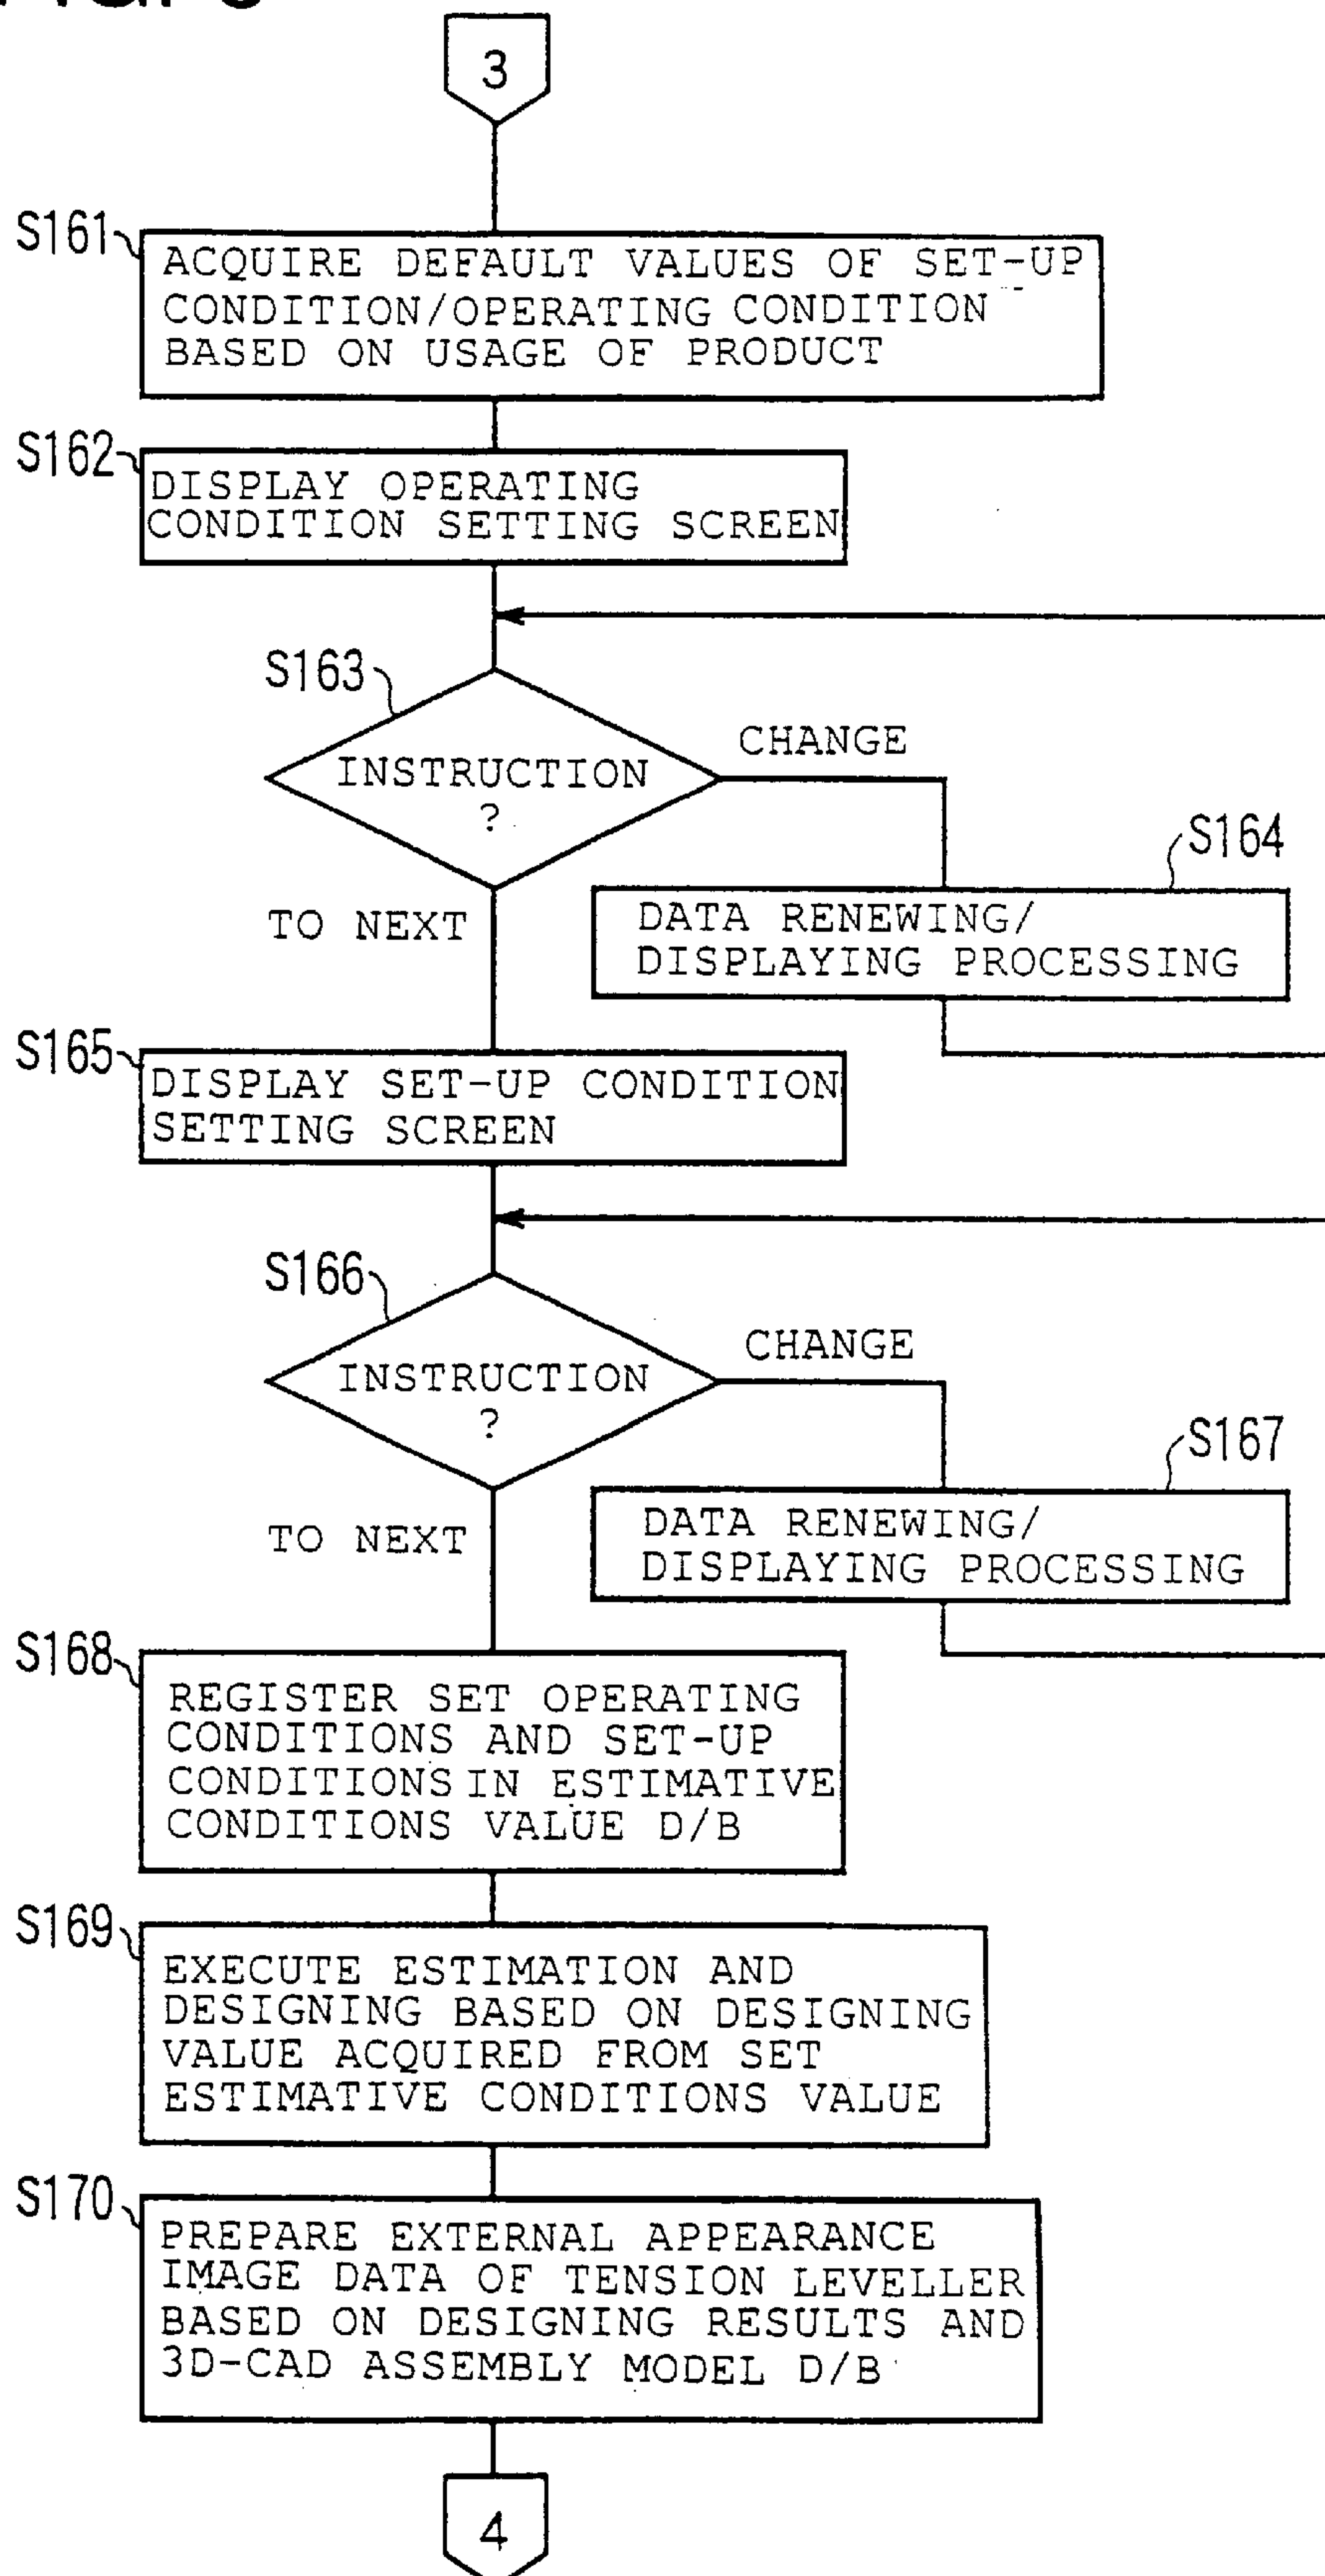 3
S161
ACQUIRE DEFAULT VALUES OF SET-UP
CONDITION/OPERATING CONDITION
BASED ON USAGE OF PRODUCT
S162
DISPLAY OPERATING
CONDITION SETTING SCREEN
S163
INSTRUCTION
?
CHANGE
TO NEXT
S164
DATA RENEWING/
DISPLAYING PROCESSING
S165
DISPLAY SET-UP CONDITION
SETTING SCREEN
S166
INSTRUCTION
?
CHANGE
TO NEXT
S167
DATA RENEWING/
DISPLAYING PROCESSING
S168
REGISTER SET OPERATING
CONDITIONS AND SET-UP
CONDITIONS IN ESTIMATIVE
CONDITIONS VALUE D/B
S169
EXECUTE ESTIMATION AND
DESIGNING BASED ON DESIGNING
VALUE ACQUIRED FROM SET
ESTIMATIVE CONDITIONS VALUE
S170
PREPARE EXTERNAL APPEARANCE
IMAGE DATA OF TENSION LEVELLER
BASED ON DESIGNING RESULTS AND
3D-CAD ASSEMBLY MODEL D/B
4